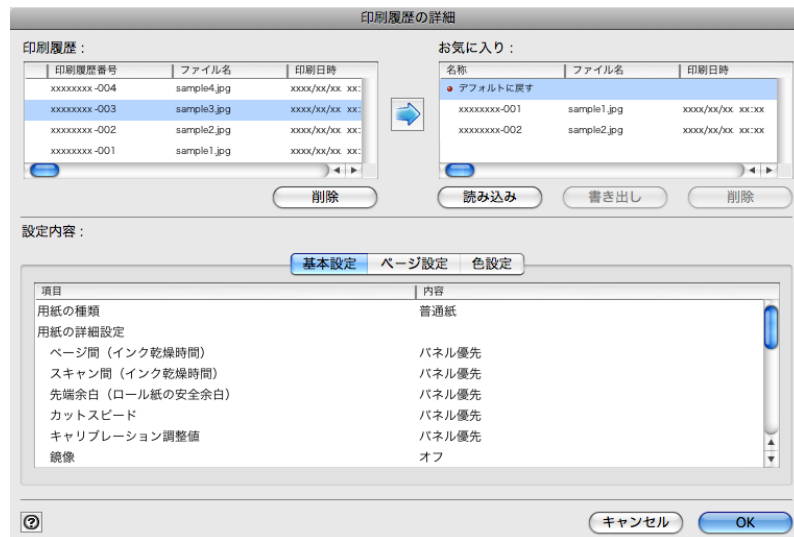 印刷履歴の詳細
印刷履歴：
印刷履歴番号 ファイル名 印刷日時
xxxxxxxx -004 sample4.jpg xxxx/xx/xx xx:
xxxxxxxx -003 sample3.jpg xxxx/xx/xx xx:
xxxxxxxx -002 sample2.jpg xxxx/xx/xx xx:
xxxxxxxx -001 sample1.jpg xxxx/xx/xx xx:
削除
お気に入り：
名称 ファイル名 印刷日時
デフォルトに戻す
xxxxxxxx-001 sample1.jpg xxxx/xx/xx xx:xx
xxxxxxxx-002 sample2.jpg xxxx/xx/xx xx:xx
読み込み 書き出し 削除
設定内容：
基本設定 ページ設定 色設定
項目 内容
用紙の種類 普通紙
用紙の詳細設定
ページ間（インク乾燥時間） パネル優先
スキャン間（インク乾燥時間） パネル優先
先端余白（ロール紙の安全余白） パネル優先
カットスピード パネル優先
キャリブレーション調整値 パネル優先
鏡像 オフ
? キャンセル OK